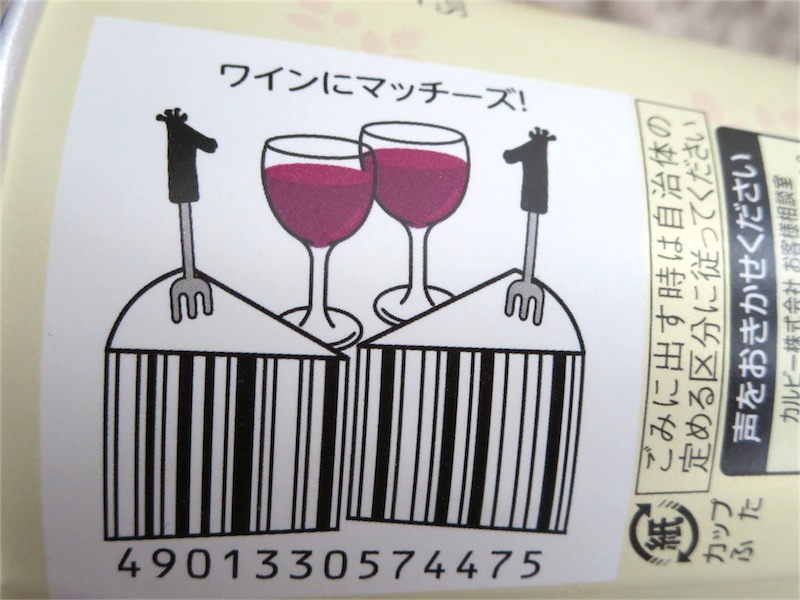 ワインにマッチーズ!
4901330574475
ごみに出す時は自治体の
定める区分に従ってください
声をおきかせください
カルビー株式会社 お客様相談室
紙
カップ
ふた